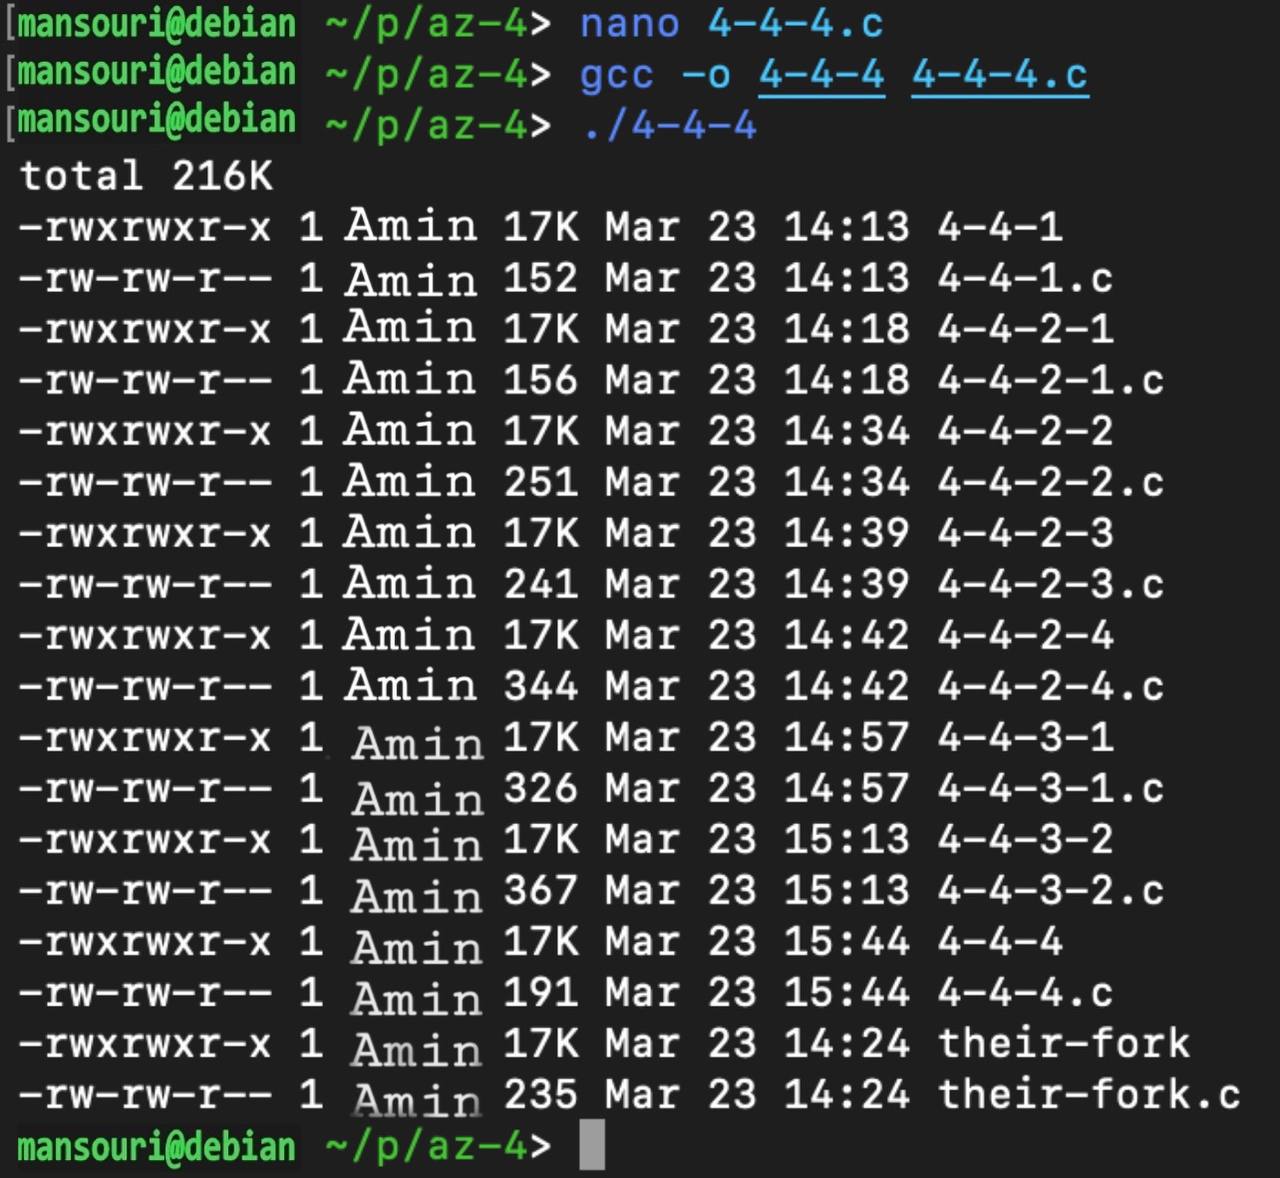 [mansouri@debian ~/p/az-4> nano 4-4-4.c
[mansouri@debian ~/p/az-4> gcc -o 4-4-4 4-4-4.c
[mansouri@debian ~/p/az-4> ./4-4-4
total 216K
-rwxrwxr-x 1 Amin 17K Mar 23 14:13 4-4-1
-rw-rw-r-- 1 Amin 152 Mar 23 14:13 4-4-1.c
-rwxrwxr-x 1 Amin 17K Mar 23 14:18 4-4-2-1
-rw-rw-r-- 1 Amin 156 Mar 23 14:18 4-4-2-1.c
-rwxrwxr-x 1 Amin 17K Mar 23 14:34 4-4-2-2
-rw-rw-r-- 1 Amin 251 Mar 23 14:34 4-4-2-2.c
-rwxrwxr-x 1 Amin 17K Mar 23 14:39 4-4-2-3
-rw-rw-r-- 1 Amin 241 Mar 23 14:39 4-4-2-3.c
-rwxrwxr-x 1 Amin 17K Mar 23 14:42 4-4-2-4
-rw-rw-r-- 1 Amin 344 Mar 23 14:42 4-4-2-4.c
-rwxrwxr-x 1 Amin 17K Mar 23 14:57 4-4-3-1
-rw-rw-r-- 1 Amin 326 Mar 23 14:57 4-4-3-1.c
-rwxrwxr-x 1 Amin 17K Mar 23 15:13 4-4-3-2
-rw-rw-r-- 1 Amin 367 Mar 23 15:13 4-4-3-2.c
-rwxrwxr-x 1 Amin 17K Mar 23 15:44 4-4-4
-rw-rw-r-- 1 Amin 191 Mar 23 15:44 4-4-4.c
-rwxrwxr-x 1 Amin 17K Mar 23 14:24 their-fork
-rw-rw-r-- 1 Amin 235 Mar 23 14:24 their-fork.c
mansouri@debian ~/p/az-4>